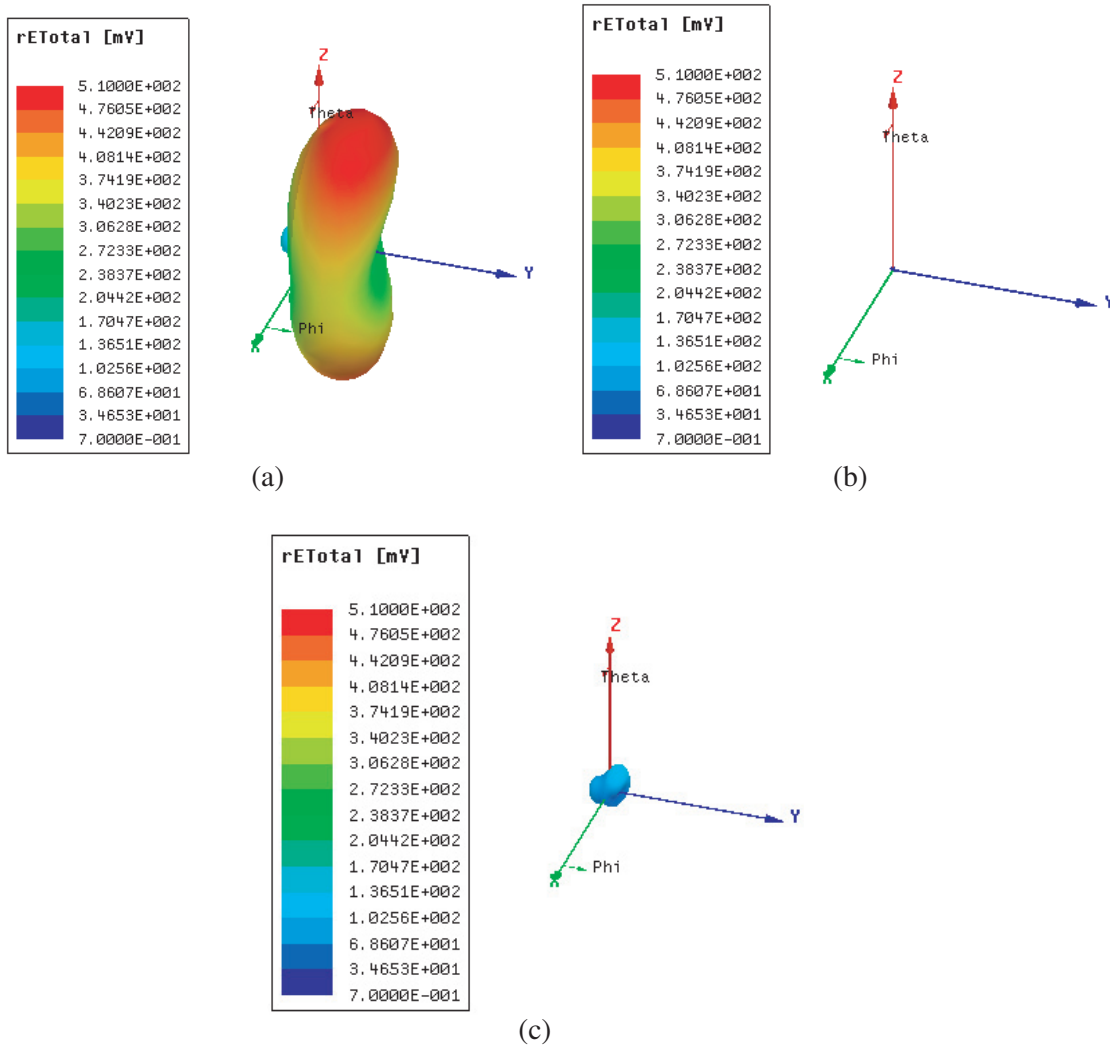 rETotal [mV]
5.1000E+002
4.7605E+002
4.4209E+002
4.0814E+002
3.7419E+002
3.4023E+002
3.0628E+002
2.7233E+002
2.3837E+002
2.0442E+002
1.7047E+002
1.3651E+002
1.0256E+002
6.8607E+001
3.4653E+001
7.0000E-001
Z
Theta
Y
Phi
X
(a)
rETotal [mV]
5.1000E+002
4.7605E+002
4.4209E+002
4.0814E+002
3.7419E+002
3.4023E+002
3.0628E+002
2.7233E+002
2.3837E+002
2.0442E+002
1.7047E+002
1.3651E+002
1.0256E+002
6.8607E+001
3.4653E+001
7.0000E-001
Z
Theta
Y
Phi
X
(b)
rETotal [mV]
5.1000E+002
4.7605E+002
4.4209E+002
4.0814E+002
3.7419E+002
3.4023E+002
3.0628E+002
2.7233E+002
2.3837E+002
2.0442E+002
1.7047E+002
1.3651E+002
1.0256E+002
6.8607E+001
3.4653E+001
7.0000E-001
Z
Theta
Y
Phi
X
(c)